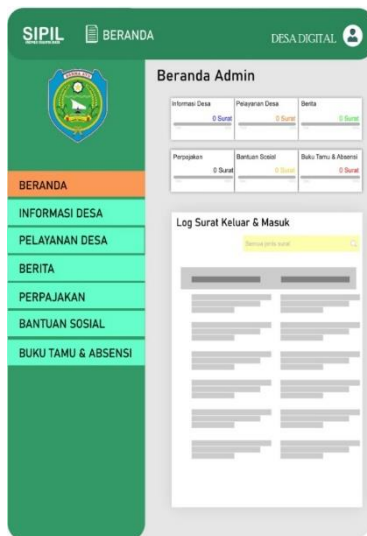 SIPIL
BERANDA
DESA DIGITAL
Beranda Admin
Informasi Desa
0 Surat
Pelayanan Desa
0 Surat
Berita
0 Surat
Perpajakan
0 Surat
Bantuan Sosial
0 Surat
Buku Tamu & Absensi
0 Surat
BERANDA
INFORMASI DESA
PELAYANAN DESA
BERITA
PERPAJAKAN
BANTUAN SOSIAL
BUKU TAMU & ABSENSI
Log Surat Keluar & Masuk
Semua jenis surat